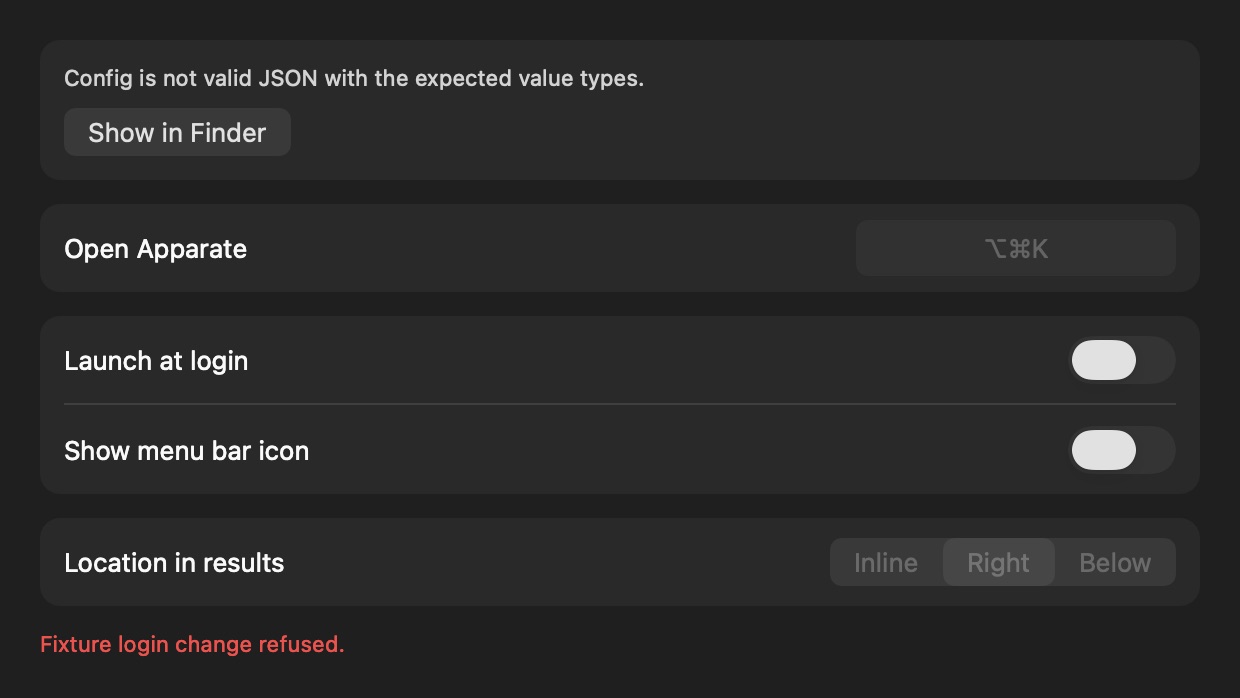 Config is not valid JSON with the expected value types.
Show in Finder
Open Apparate ⌥⌘K
Launch at login
Show menu bar icon
Location in results Inline Right Below
Fixture login change refused.